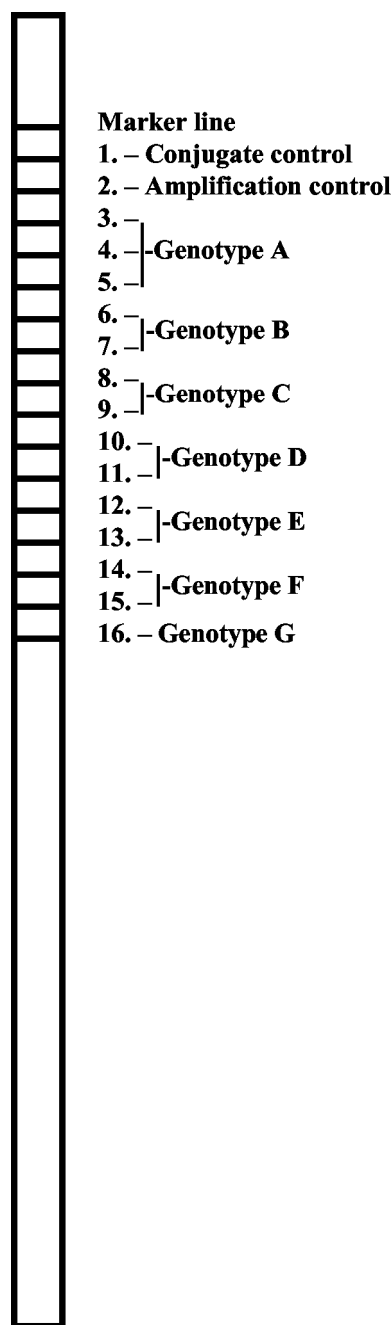 Marker line
1. – Conjugate control
2. – Amplification control
3. –
4. – -Genotype A
5. –
6. –
-Genotype B
7. –
8. –
-Genotype C
9. –
10. –
-Genotype D
11. –
12. –
-Genotype E
13. –
14. –
-Genotype F
15. –
16. – Genotype G